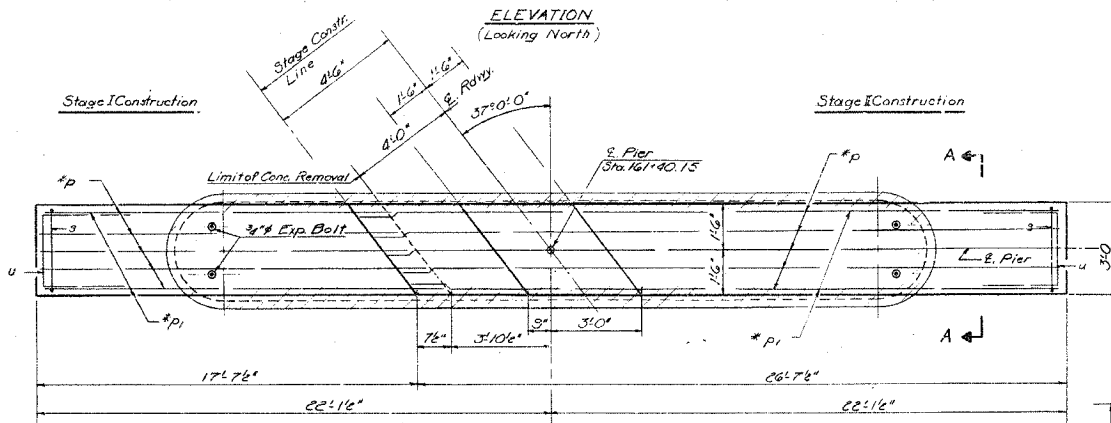 ELEVATION
(Looking North)
Stage Constr.
Line
4'-6"
1'-6"
1'-6"
℄ Rdwy.
4'-0"
37°0'0"
Stage I Construction
Stage II Construction
℄ Pier
Sta. 161+40.15
A
*p
*p
Limit of Conc. Removal
¾"φ Exp. Bolt
s
s
u
u
1'-6"
1'-6"
℄ Pier
3'-0
*p₁
*p₁
A
9"
3'-0"
7½"
3'-10½"
17'-7½"
26'-7½"
22'-1½"
22'-1½"